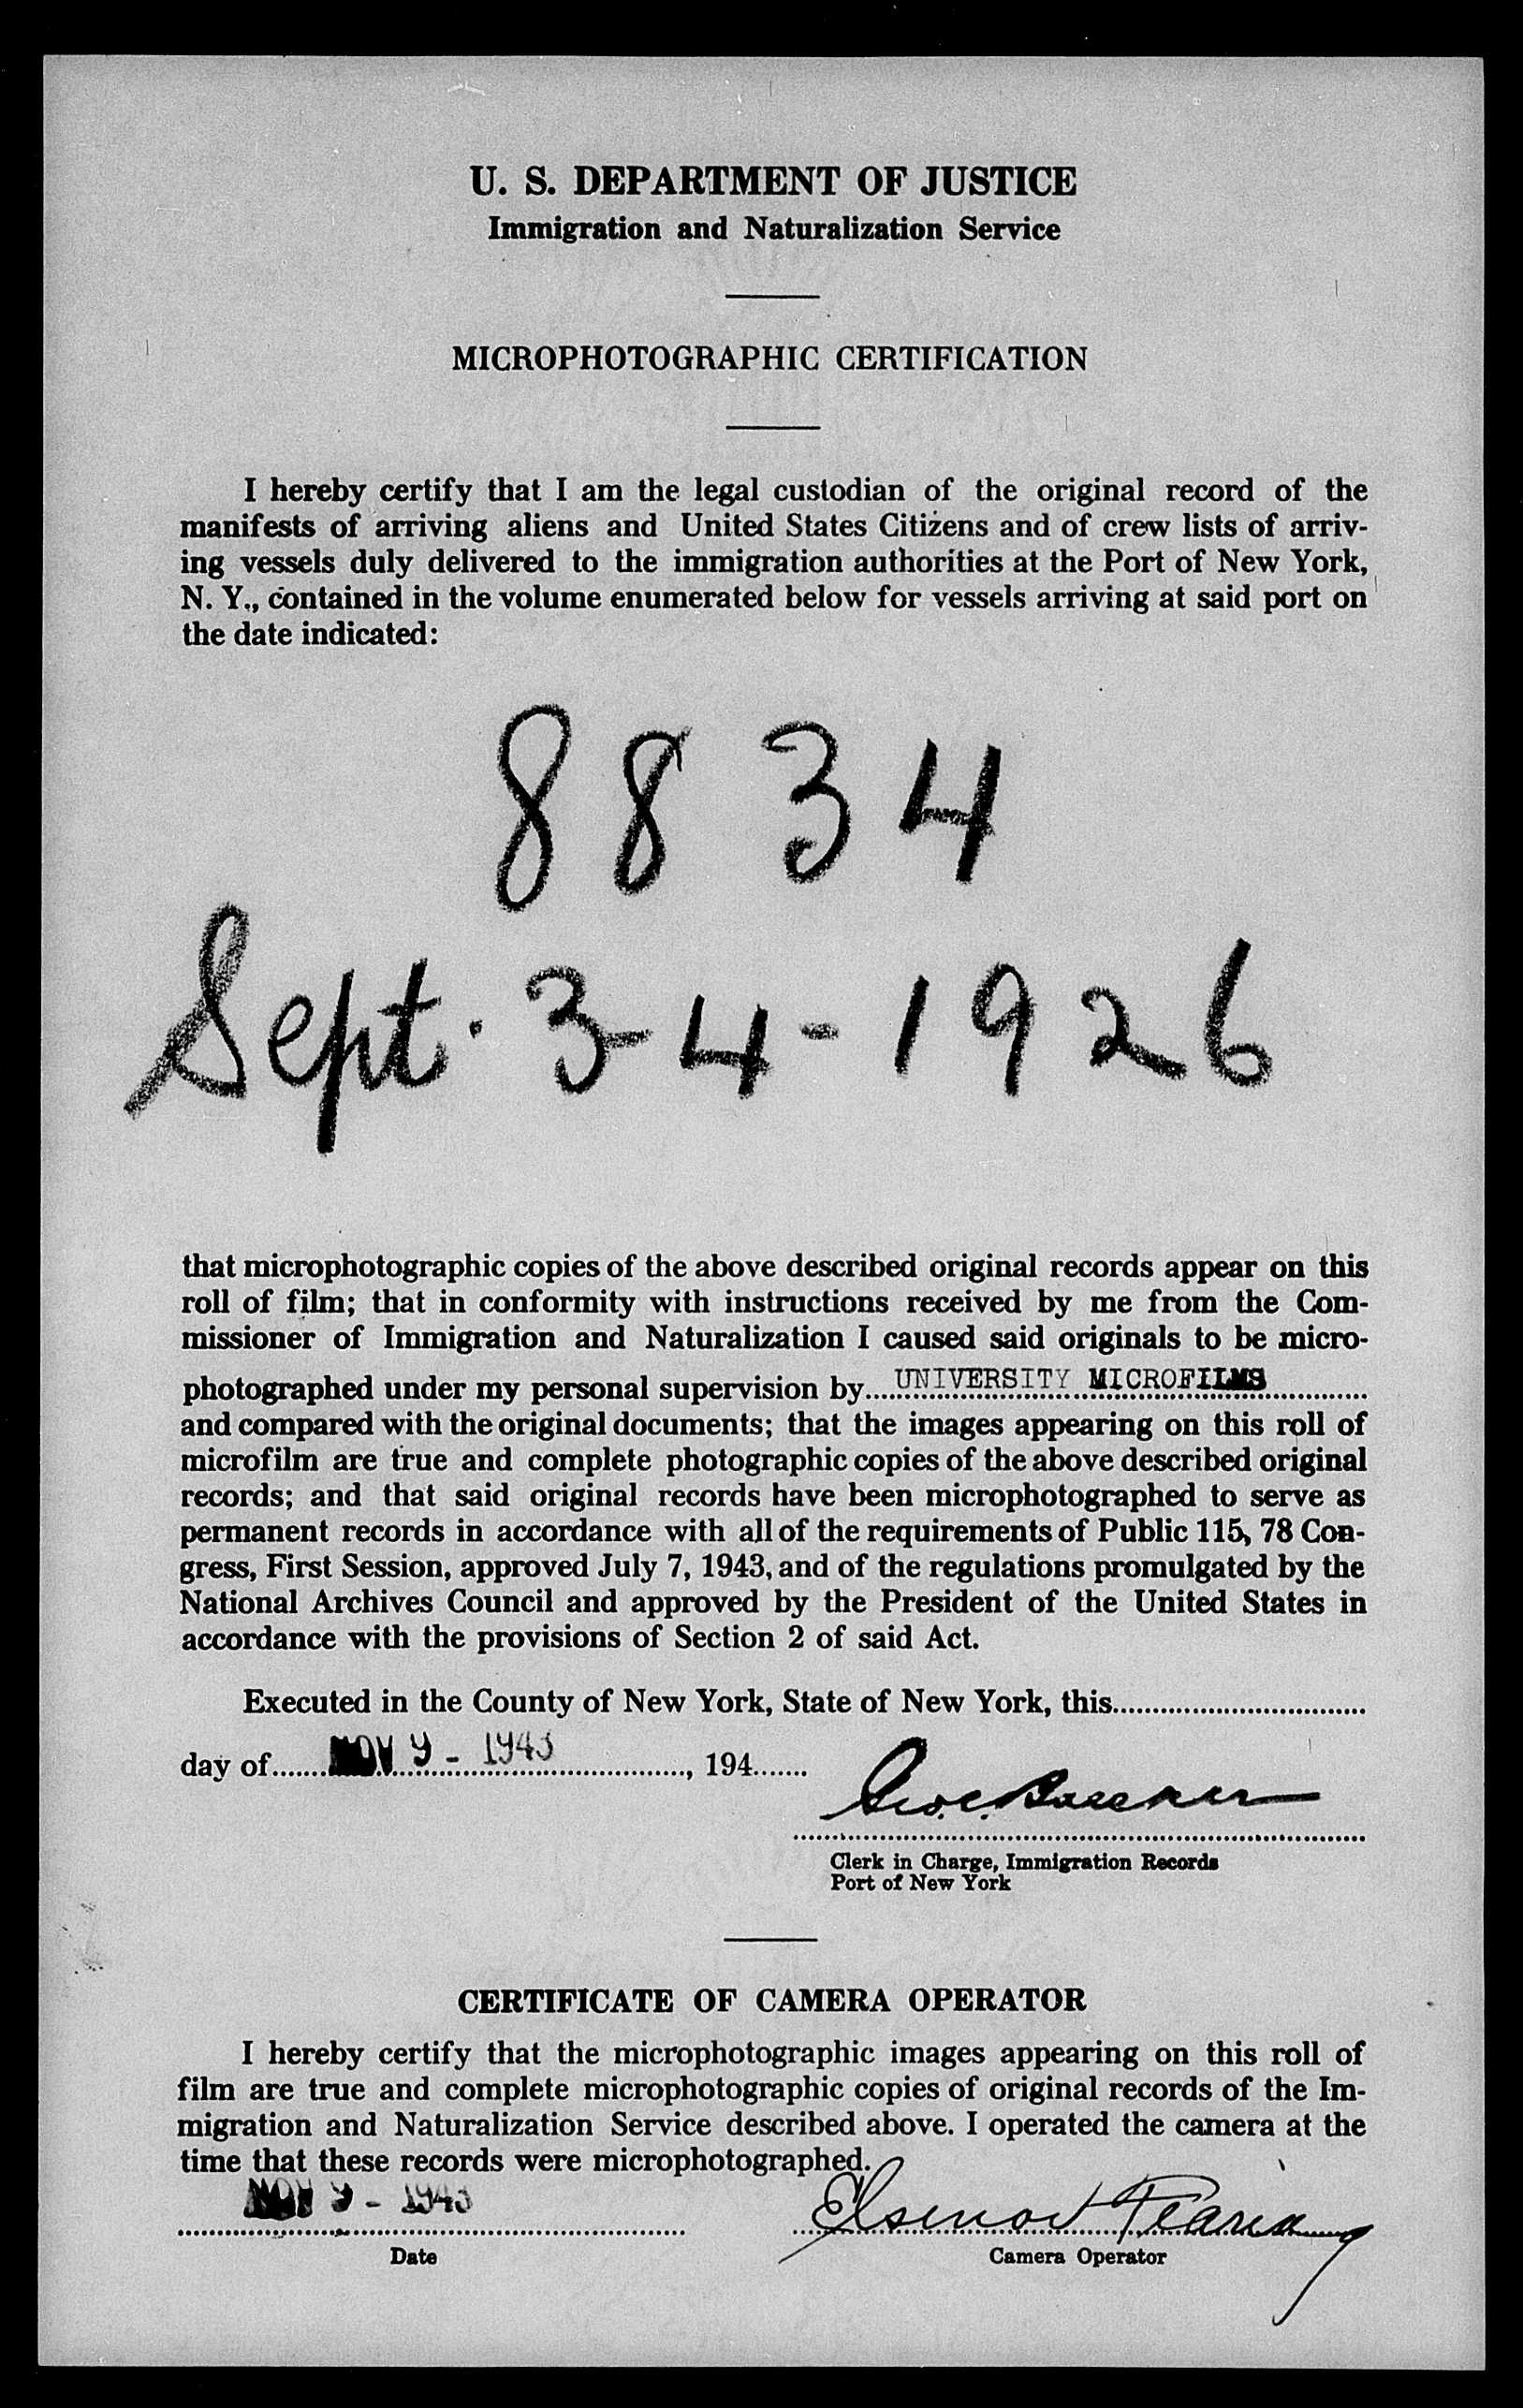 U. S. DEPARTMENT OF JUSTICE
Immigration and Naturalization Service
MICROPHOTOGRAPHIC CERTIFICATION
I hereby certify that I am the legal custodian of the original record of the
manifests of arriving aliens and United States Citizens and of crew lists of arriv-
ing vessels duly delivered to the immigration authorities at the Port of New York,
N. Y., contained in the volume enumerated below for vessels arriving at said port on
the date indicated:
8834
Sept. 3-4-1926
that microphotographic copies of the above described original records appear on this
roll of film; that in conformity with instructions received by me from the Com-
missioner of Immigration and Naturalization I caused said originals to be micro-
photographed under my personal supervision by.....UNIVERSITY MICROFILMS.............
and compared with the original documents; that the images appearing on this roll of
microfilm are true and complete photographic copies of the above described original
records; and that said original records have been microphotographed to serve as
permanent records in accordance with all of the requirements of Public 115, 78 Con-
gress, First Session, approved July 7, 1943, and of the regulations promulgated by the
National Archives Council and approved by the President of the United States in
accordance with the provisions of Section 2 of said Act.
Executed in the County of New York, State of New York, this................................
day of.......NOV 9 - 1943................., 194.......
Clerk in Charge, Immigration Records
Port of New York
CERTIFICATE OF CAMERA OPERATOR
I hereby certify that the microphotographic images appearing on this roll of
film are true and complete microphotographic copies of original records of the Im-
migration and Naturalization Service described above. I operated the camera at the
time that these records were microphotographed.
NOV 9 - 1943
Date
Camera Operator